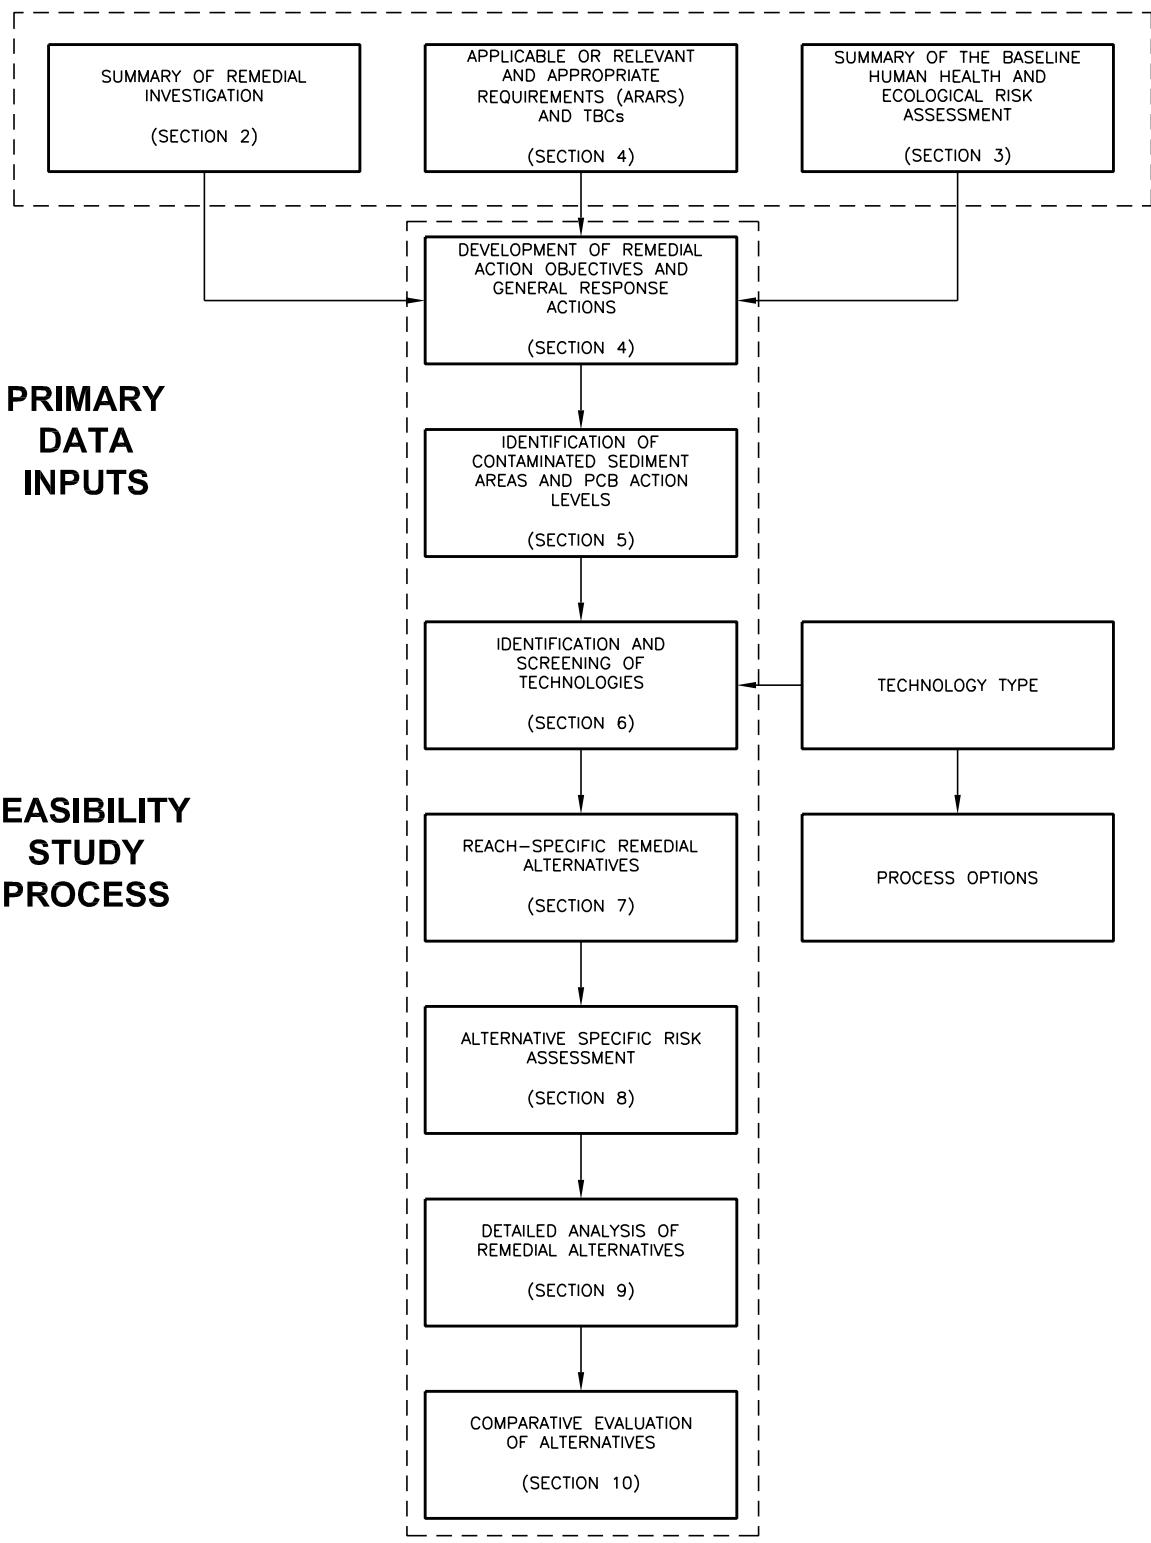 SUMMARY OF REMEDIAL
INVESTIGATION
(SECTION 2)
APPLICABLE OR RELEVANT
AND APPROPRIATE
REQUIREMENTS (ARARS)
AND TBCs
(SECTION 4)
SUMMARY OF THE BASELINE
HUMAN HEALTH AND
ECOLOGICAL RISK
ASSESSMENT
(SECTION 3)
DEVELOPMENT OF REMEDIAL
ACTION OBJECTIVES AND
GENERAL RESPONSE
ACTIONS
(SECTION 4)
PRIMARY
DATA
INPUTS
IDENTIFICATION OF
CONTAMINATED SEDIMENT
AREAS AND PCB ACTION
LEVELS
(SECTION 5)
IDENTIFICATION AND
SCREENING OF
TECHNOLOGIES
(SECTION 6)
TECHNOLOGY TYPE
EASIBILITY
STUDY
PROCESS
REACH-SPECIFIC REMEDIAL
ALTERNATIVES
(SECTION 7)
PROCESS OPTIONS
ALTERNATIVE SPECIFIC RISK
ASSESSMENT
(SECTION 8)
DETAILED ANALYSIS OF
REMEDIAL ALTERNATIVES
(SECTION 9)
COMPARATIVE EVALUATION
OF ALTERNATIVES
(SECTION 10)